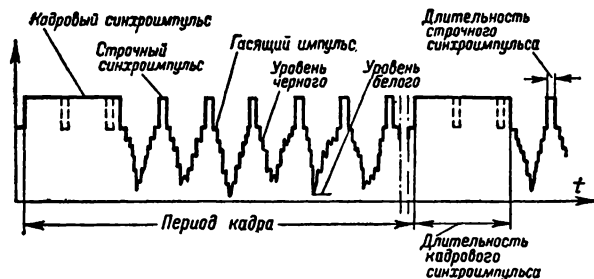 Кадровый синхроимпульс
Строчный
синхроимпульс
Гасящий импульс
Уровень
черного
Уровень
белого
Длительность
строчного
синхроимпульса
t
Период кадра
Длительность
кадрового
синхроимпульса